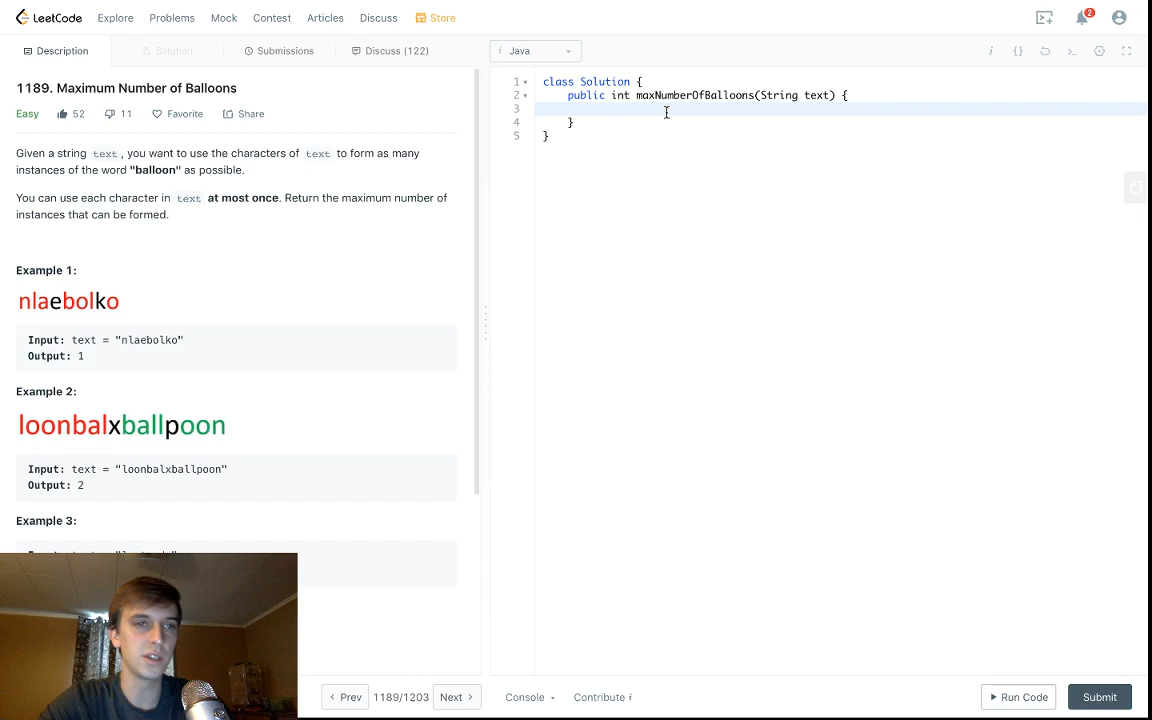 LeetCode Explore Problems Mock Contest Articles Discuss Store 2
Description Solution Submissions Discuss (122) i Java i {}
1189. Maximum Number of Balloons
Easy 52 11 Favorite Share
Given a string text, you want to use the characters of text to form as many
instances of the word "balloon" as possible.
You can use each character in text at most once. Return the maximum number of
instances that can be formed.
Example 1:
nlaebolko
Input: text = "nlaebolko"
Output: 1
Example 2:
loonbalxballpoon
Input: text = "loonbalxballpoon"
Output: 2
Example 3:
1 class Solution {
2 public int maxNumberOfBalloons(String text) {
3
4 }
5 }
Prev 1189/1203 Next Console Contribute i Run Code Submit